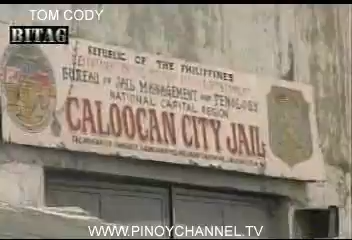 TOM CODY
BITAG
REPUBLIC OF THE PHILIPPINES
BUREAU OF JAIL MANAGEMENT AND PENOLOGY
NATIONAL CAPITAL REGION
CALOOCAN CITY JAIL
WWW.PINOYCHANNEL.TV